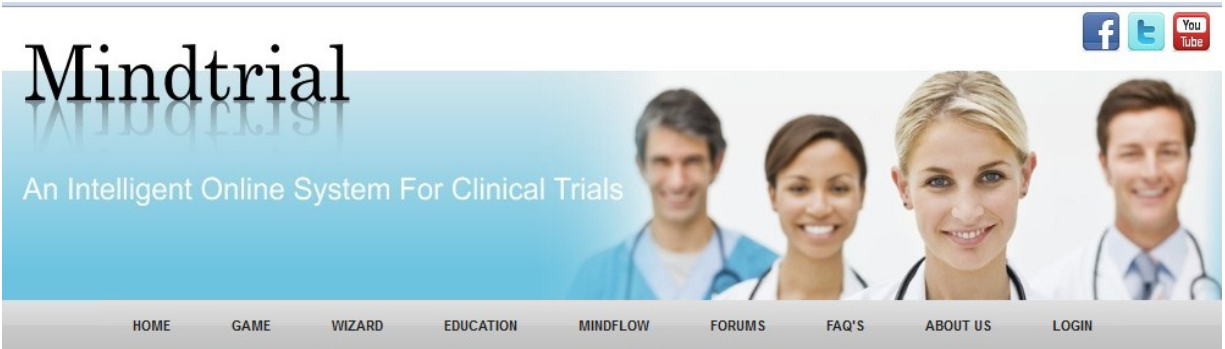 You
Tube
Mindtrial
An Intelligent Online System For Clinical Trials
HOME GAME WIZARD EDUCATION MINDFLOW FORUMS FAQ'S ABOUT US LOGIN